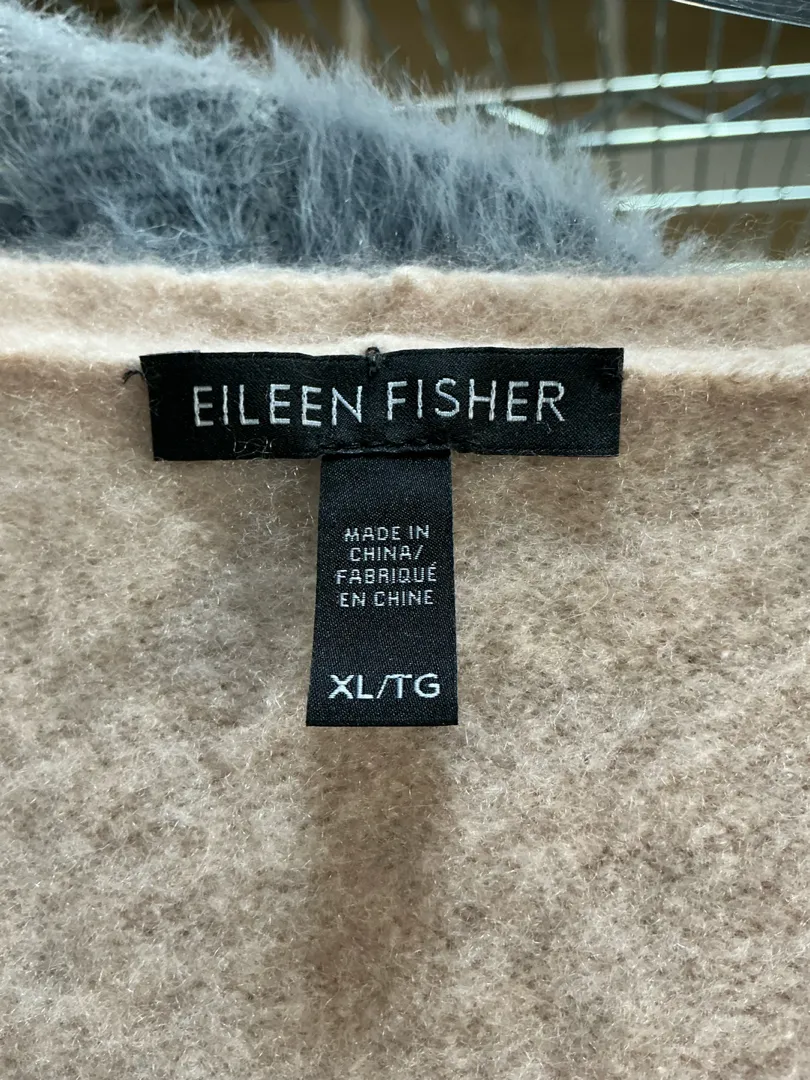 EILEEN FISHER
MADE IN
CHINA/
FABRIQUÉ
EN CHINE
XL/TG